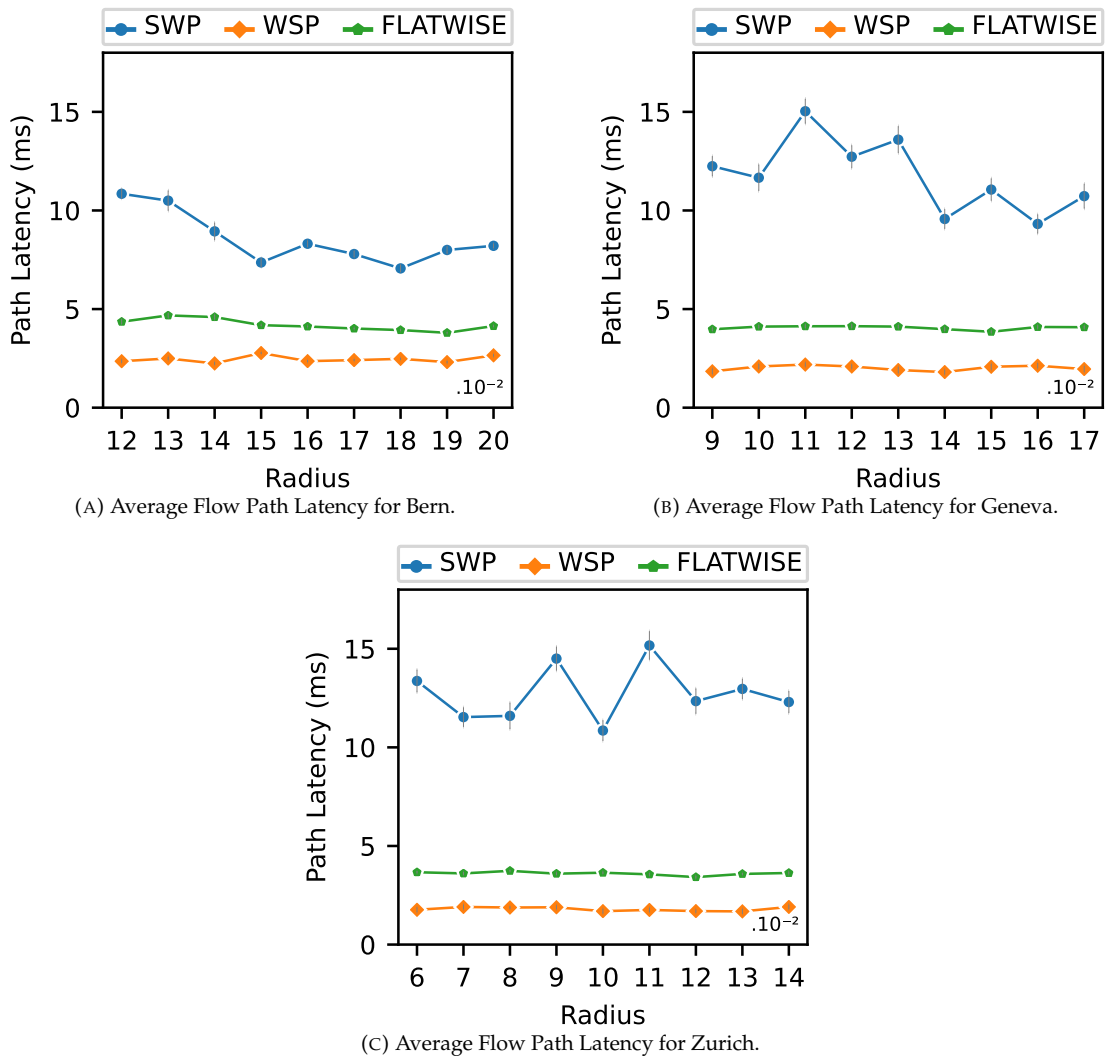 SWP WSP FLATWISE
15
10
5
0
Path Latency (ms)
.10⁻²
12 13 14 15 16 17 18 19 20
Radius
(A) Average Flow Path Latency for Bern.
SWP WSP FLATWISE
15
10
5
0
Path Latency (ms)
.10⁻²
9 10 11 12 13 14 15 16 17
Radius
(B) Average Flow Path Latency for Geneva.
SWP WSP FLATWISE
15
10
5
0
Path Latency (ms)
.10⁻²
6 7 8 9 10 11 12 13 14
Radius
(C) Average Flow Path Latency for Zurich.